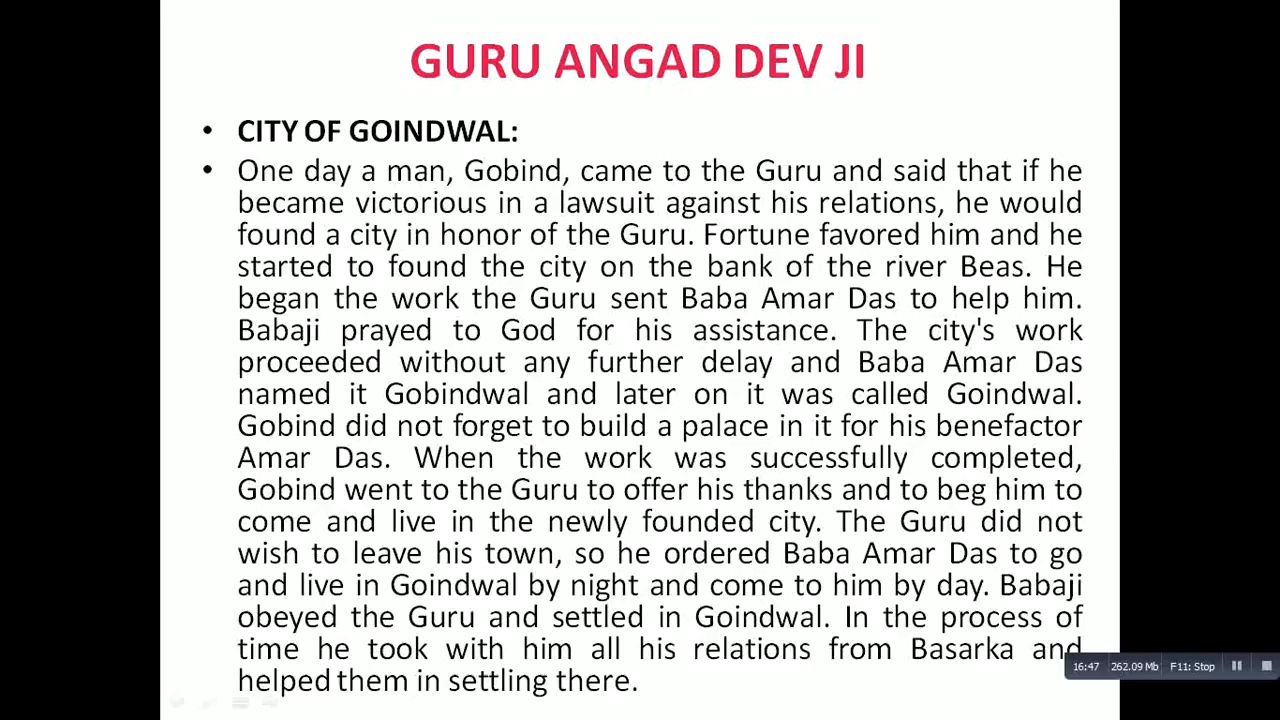 GURU ANGAD DEV JI
• CITY OF GOINDWAL:
• One day a man, Gobind, came to the Guru and said that if he
became victorious in a lawsuit against his relations, he would
found a city in honor of the Guru. Fortune favored him and he
started to found the city on the bank of the river Beas. He
began the work the Guru sent Baba Amar Das to help him.
Babaji prayed to God for his assistance. The city's work
proceeded without any further delay and Baba Amar Das
named it Gobindwal and later on it was called Goindwal.
Gobind did not forget to build a palace in it for his benefactor
Amar Das. When the work was successfully completed,
Gobind went to the Guru to offer his thanks and to beg him to
come and live in the newly founded city. The Guru did not
wish to leave his town, so he ordered Baba Amar Das to go
and live in Goindwal by night and come to him by day. Babaji
obeyed the Guru and settled in Goindwal. In the process of
time he took with him all his relations from Basarka and
helped them in settling there.
16:47 262.09 Mb F11: Stop